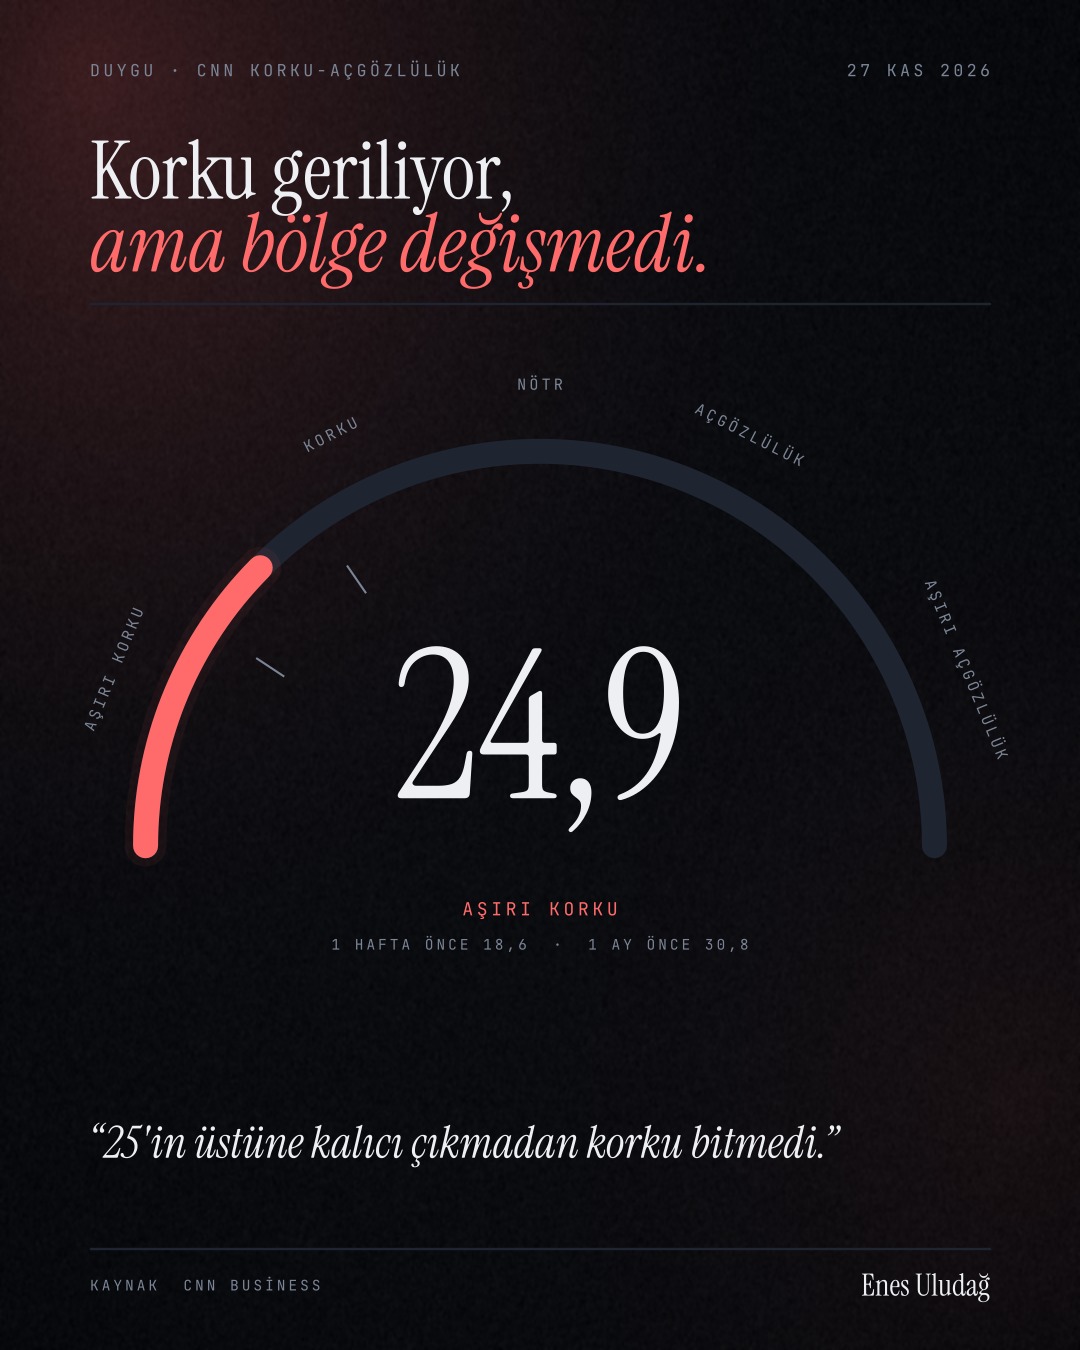 DUYGU · CNN KORKU-AÇGÖZLÜLÜK
27 KAS 2026
Korku geriliyor,
ama bölge değişmedi.
NÖTR
KORKU
AÇGÖZLÜLÜK
AŞIRI KORKU
AŞIRI AÇGÖZLÜLÜK
24,9
AŞIRI KORKU
1 HAFTA ÖNCE 18,6 · 1 AY ÖNCE 30,8
“25'in üstüne kalıcı çıkmadan korku bitmedi.”
KAYNAK CNN BUSİNESS
Enes Uludağ